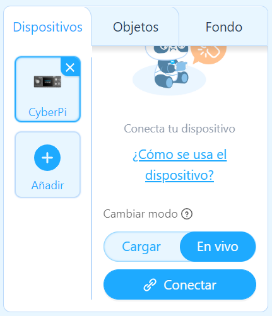 Dispositivos
Objetos
Fondo
CyberPi
Añadir
Conecta tu dispositivo
¿Cómo se usa el
dispositivo?
Cambiar modo
Cargar
En vivo
Conectar